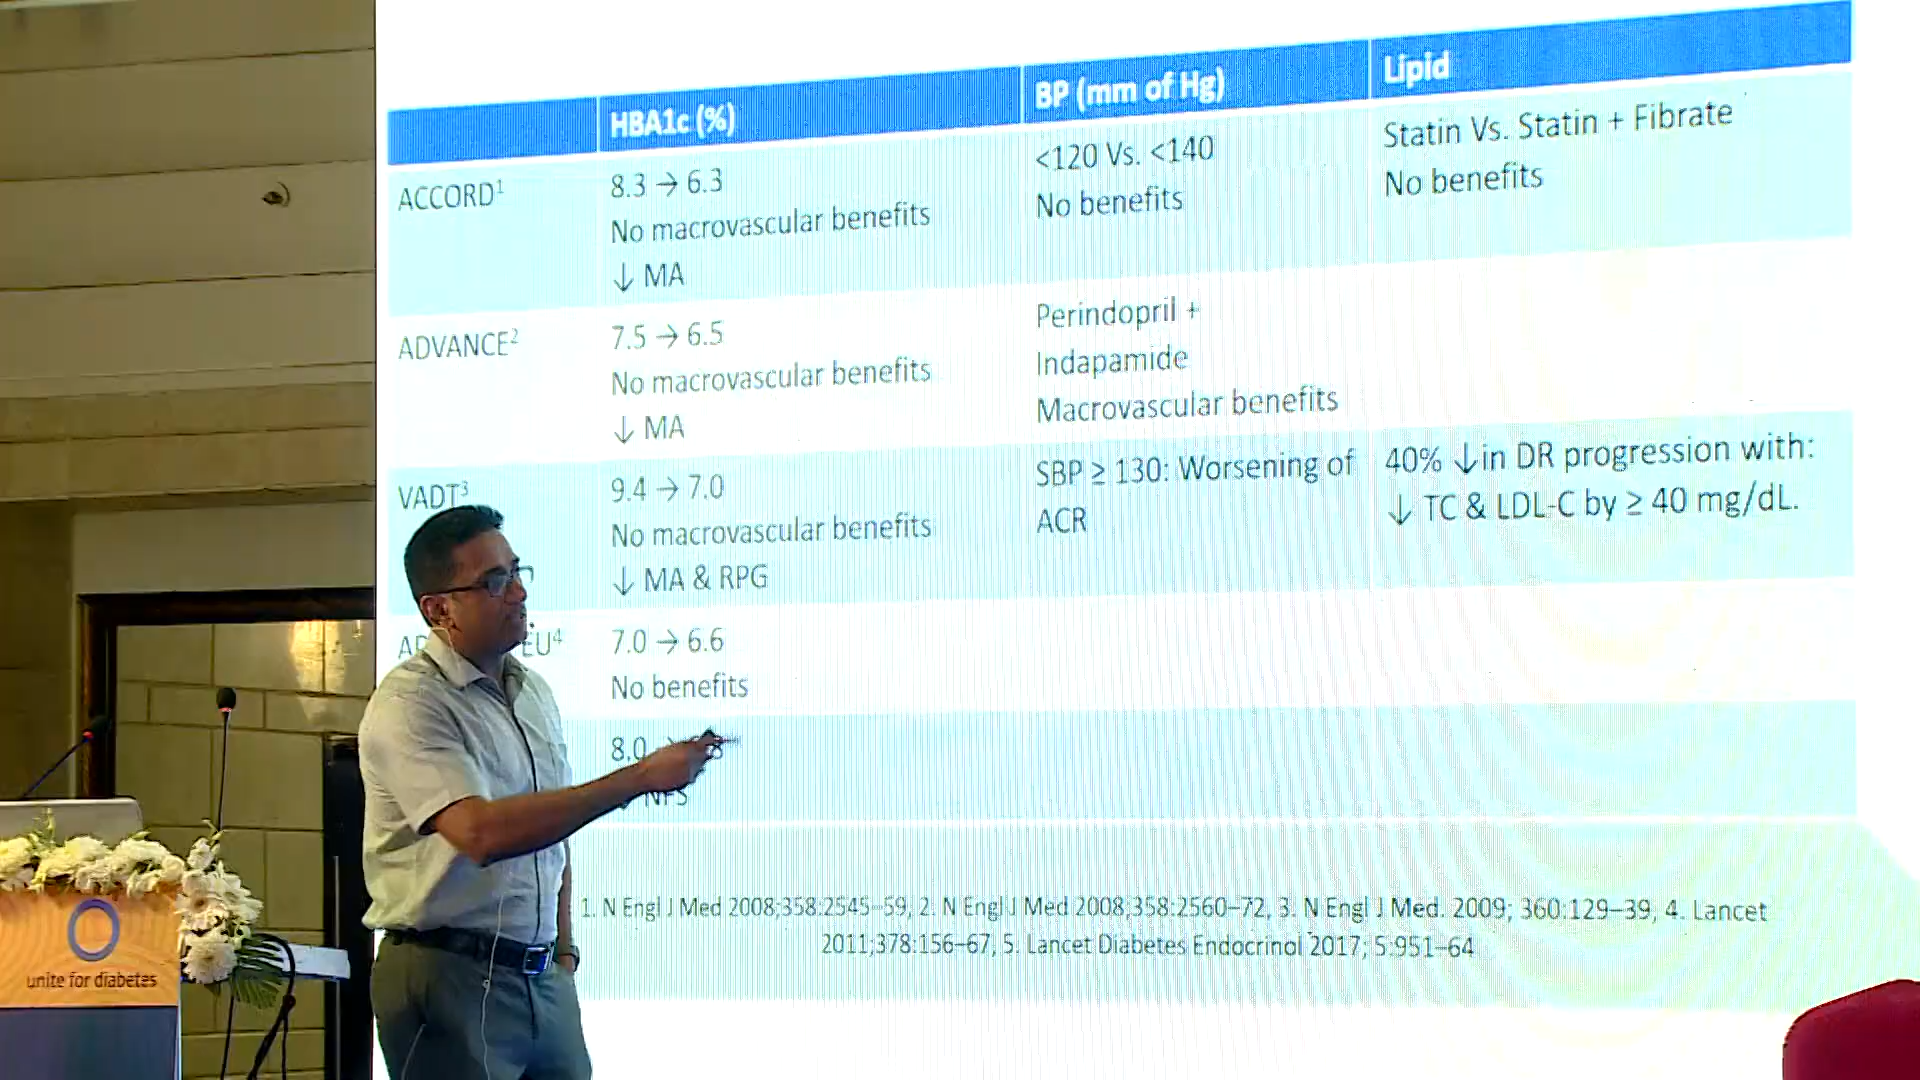 HBA1c (%)
BP (mm of Hg)
Lipid
ACCORD¹
8.3 → 6.3
No macrovascular benefits
↓ MA
<120 Vs. <140
No benefits
Statin Vs. Statin + Fibrate
No benefits
ADVANCE²
7.5 → 6.5
No macrovascular benefits
↓ MA
Perindopril +
Indapamide
Macrovascular benefits
VADT³
9.4 → 7.0
No macrovascular benefits
↓ MA & RPG
SBP ≥ 130: Worsening of
ACR
40% ↓in DR progression with:
↓ TC & LDL-C by ≥ 40 mg/dL.
7.0 → 6.6
No benefits
8.0
1. N Engl J Med 2008;358:2545–59, 2. N Engl J Med 2008;358:2560–72, 3. N Engl J Med. 2009; 360:129–39, 4. Lancet
2011;378:156–67, 5. Lancet Diabetes Endocrinol 2017; 5:951–64
unite for diabetes